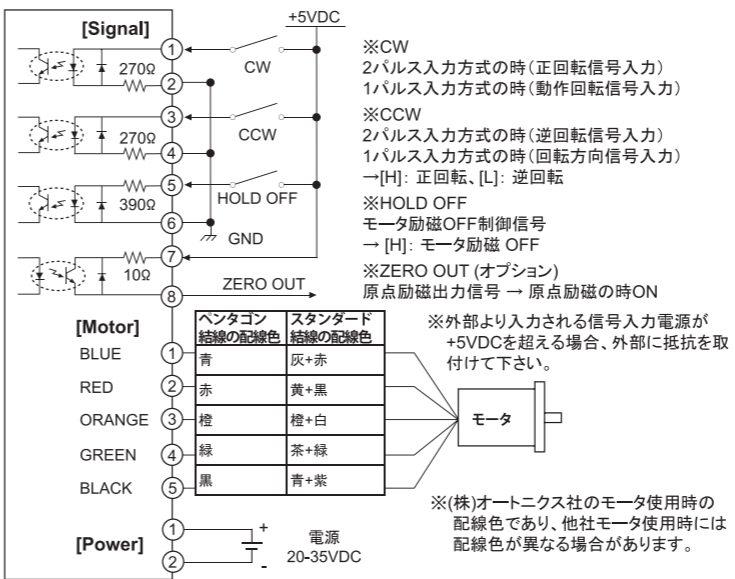 [Signal]
+5VDC
1
CW
270Ω
2
3
CCW
270Ω
4
5
HOLD OFF
390Ω
6
GND
7
10Ω
ZERO OUT
8
※CW
2パルス入力方式の時(正回転信号入力)
1パルス入力方式の時(動作回転信号入力)
※CCW
2パルス入力方式の時(逆回転信号入力)
1パルス入力方式の時(回転方向信号入力)
→[H]: 正回転、[L]: 逆回転
※HOLD OFF
モータ励磁OFF制御信号
→ [H]: モータ励磁 OFF
※ZERO OUT (オプション)
原点励磁出力信号 → 原点励磁の時ON
[Motor]
ペンタゴン
結線の配線色
スタンダード
結線の配線色
BLUE 1 青 灰+赤
RED 2 赤 黄+黒
ORANGE 3 橙 橙+白
GREEN 4 緑 茶+緑
BLACK 5 黒 青+紫
モータ
※外部より入力される信号入力電源が
+5VDCを超える場合、外部に抵抗を取
付けて下さい。
※(株)オートニクス社のモータ使用時の
配線色であり、他社モータ使用時には
配線色が異なる場合があります。
[Power]
1
+
2
-
電源
20-35VDC